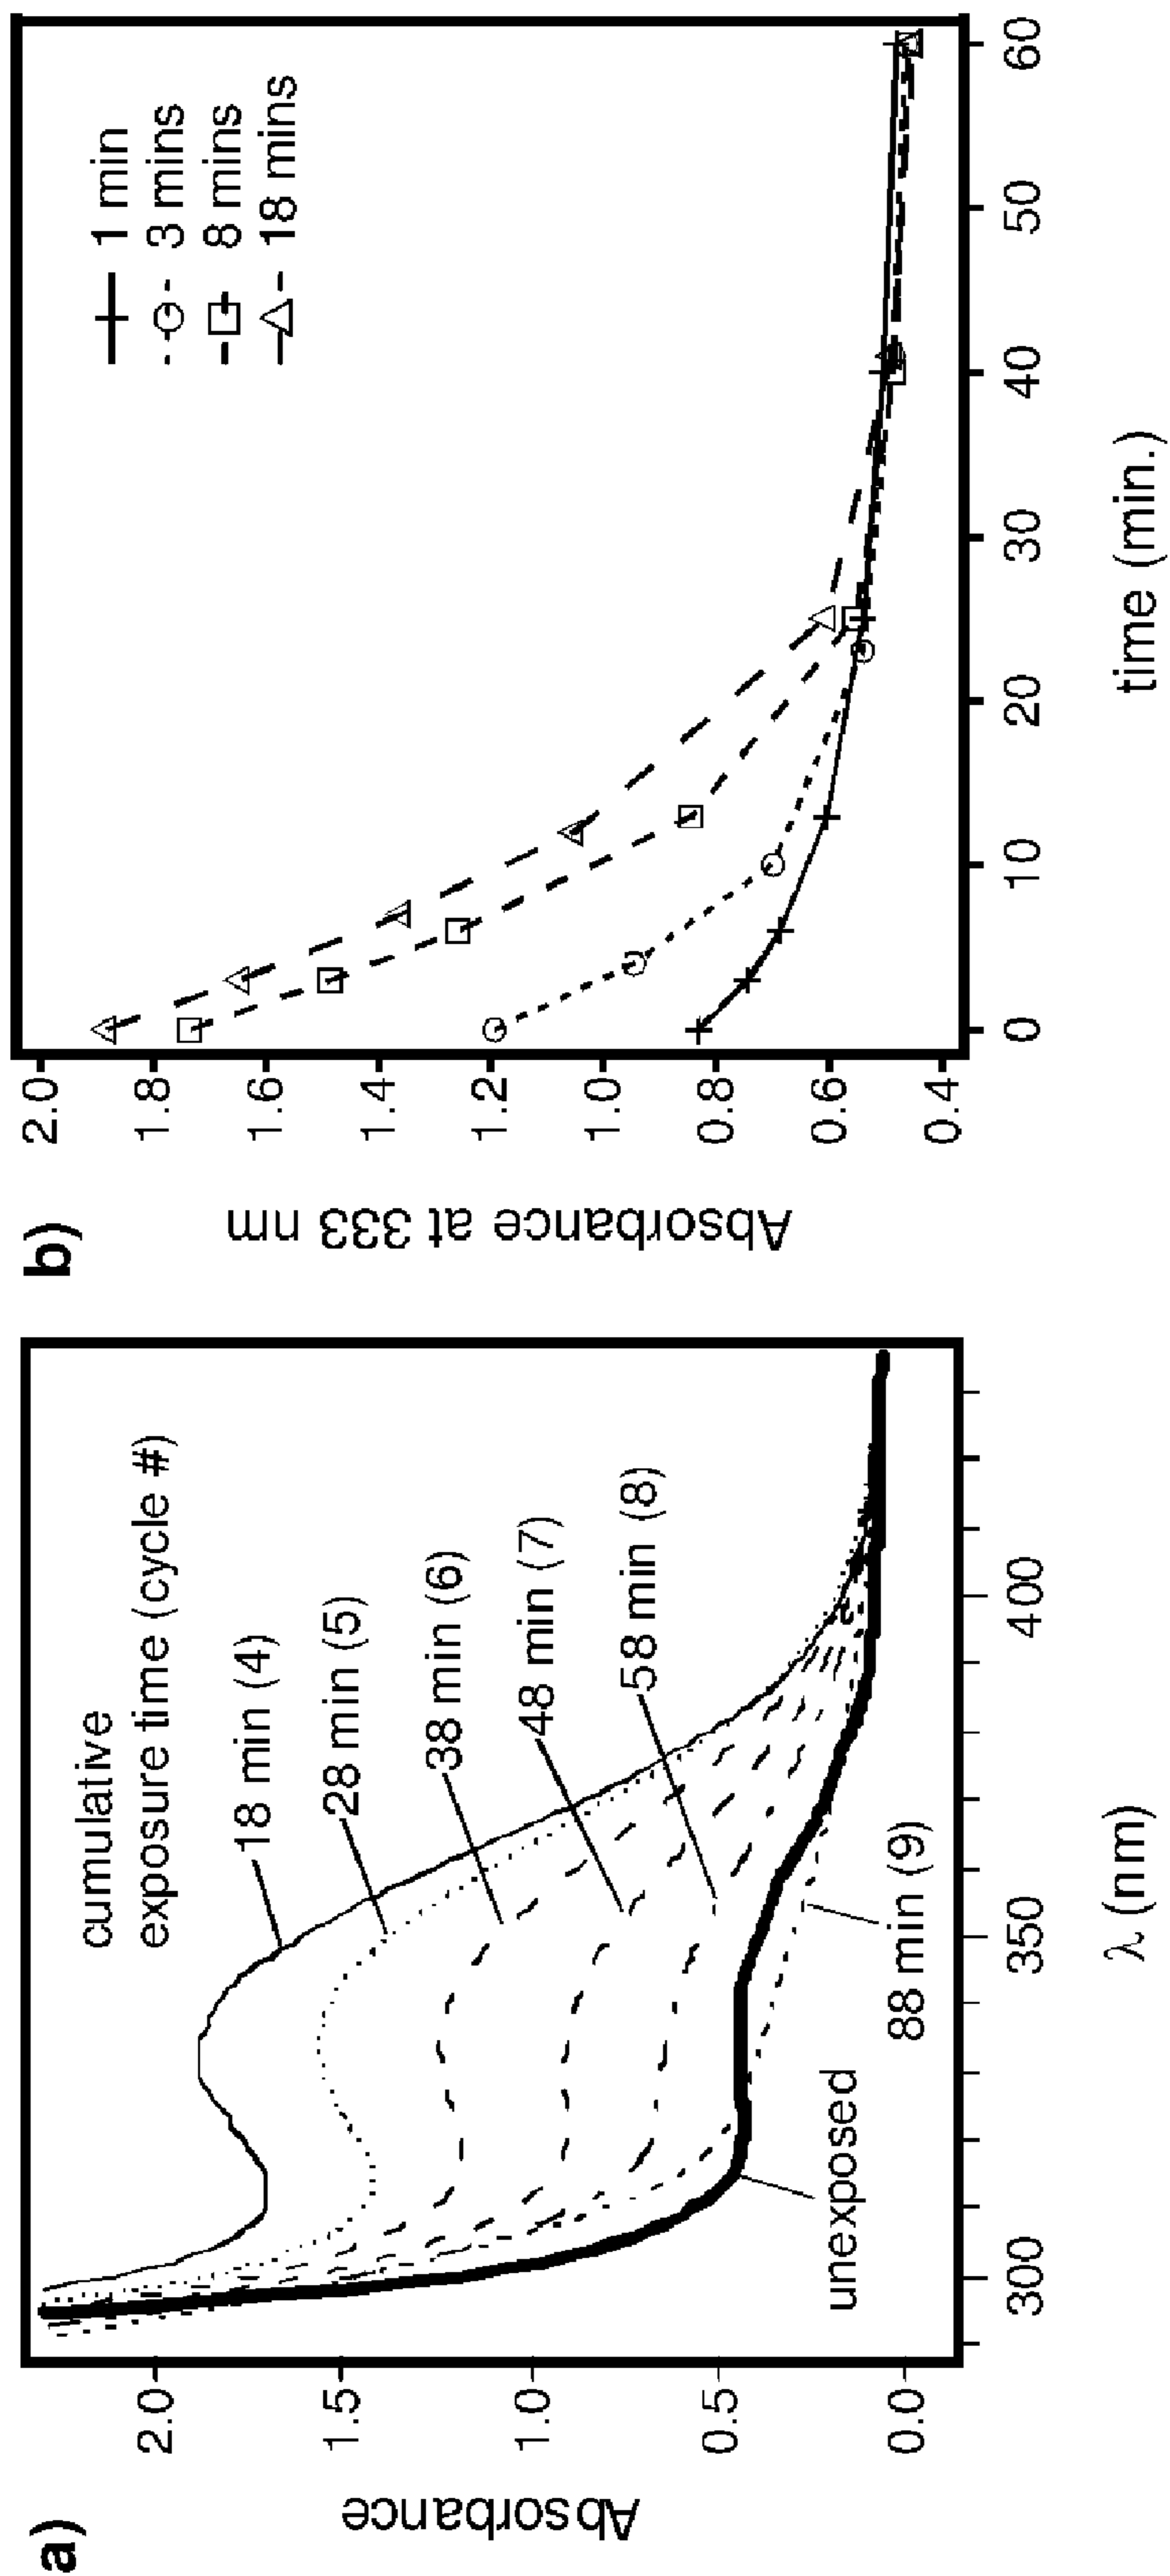 a)
Absorbance
2.0
1.5
1.0
0.5
0.0
cumulative
exposure time (cycle #)
18 min (4)
28 min (5)
38 min (6)
48 min (7)
58 min (8)
88 min (9)
unexposed
300
350
400
λ (nm)
b)
Absorbance at 333 nm
2.0
1.8
1.6
1.4
1.2
1.0
0.8
0.6
0.4
1 min
3 mins
8 mins
18 mins
0
10
20
30
40
50
60
time (min.)